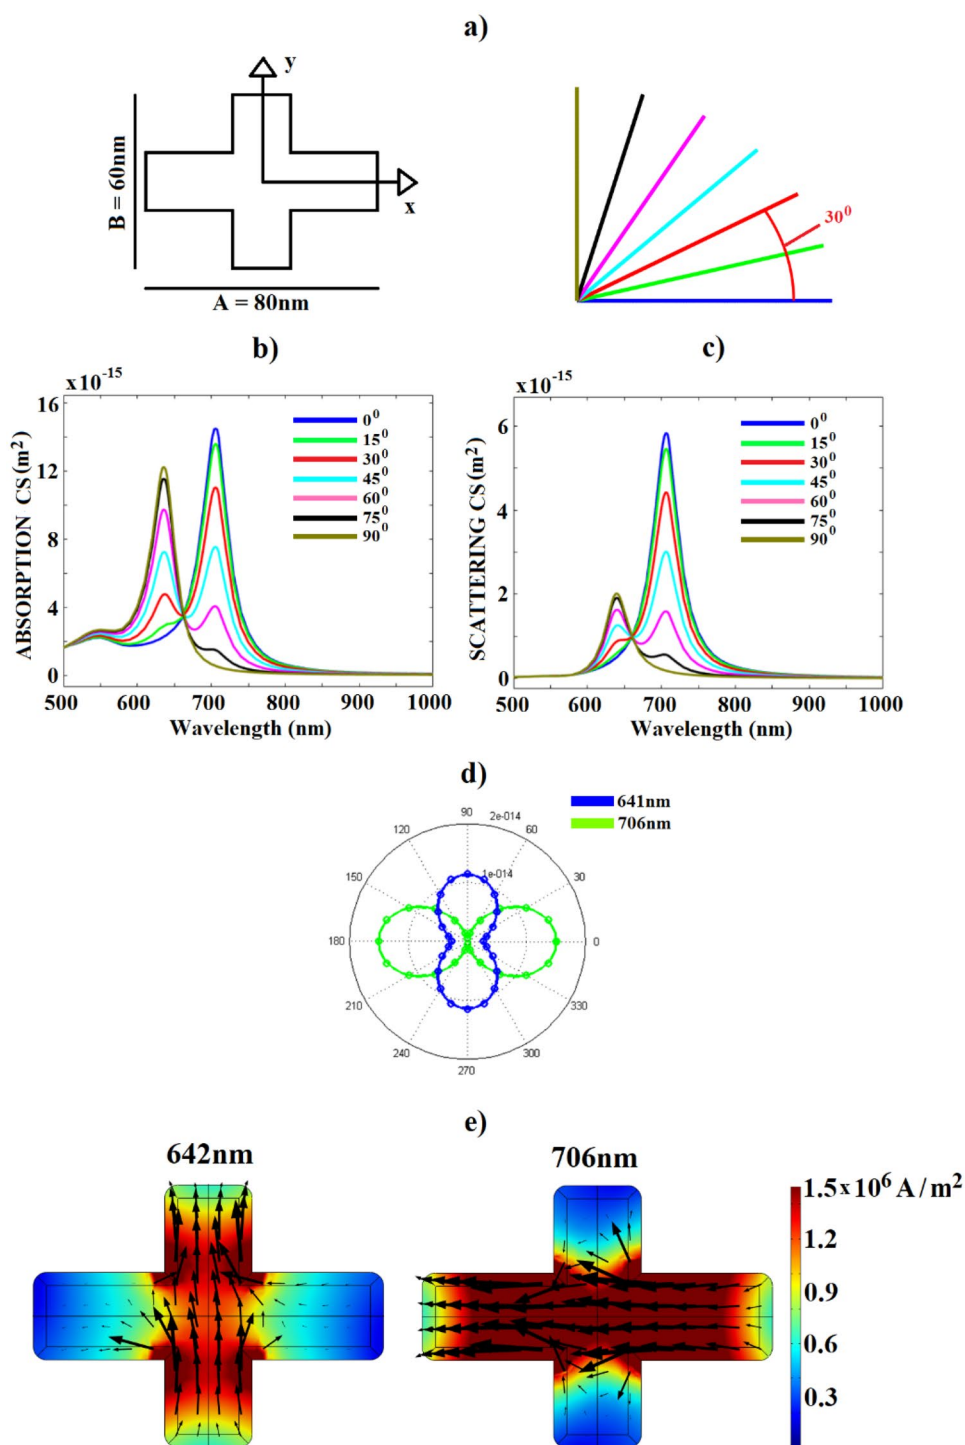 a)
y
B = 60nm
x
A = 80nm
30⁰
b)
x10⁻¹⁵
ABSORPTION CS(m²)
16
12
8
4
0
0⁰
15⁰
30⁰
45⁰
60⁰
75⁰
90⁰
500 600 700 800 900 1000
Wavelength (nm)
c)
x10⁻¹⁵
SCATTERING CS(m²)
6
4
2
0
0⁰
15⁰
30⁰
45⁰
60⁰
75⁰
90⁰
500 600 700 800 900 1000
Wavelength (nm)
d)
641nm
706nm
90
2e-014
120
60
1e-014
150
30
180
0
210
330
240
300
270
e)
642nm
706nm
1.5 x 10⁶ A / m²
1.2
0.9
0.6
0.3